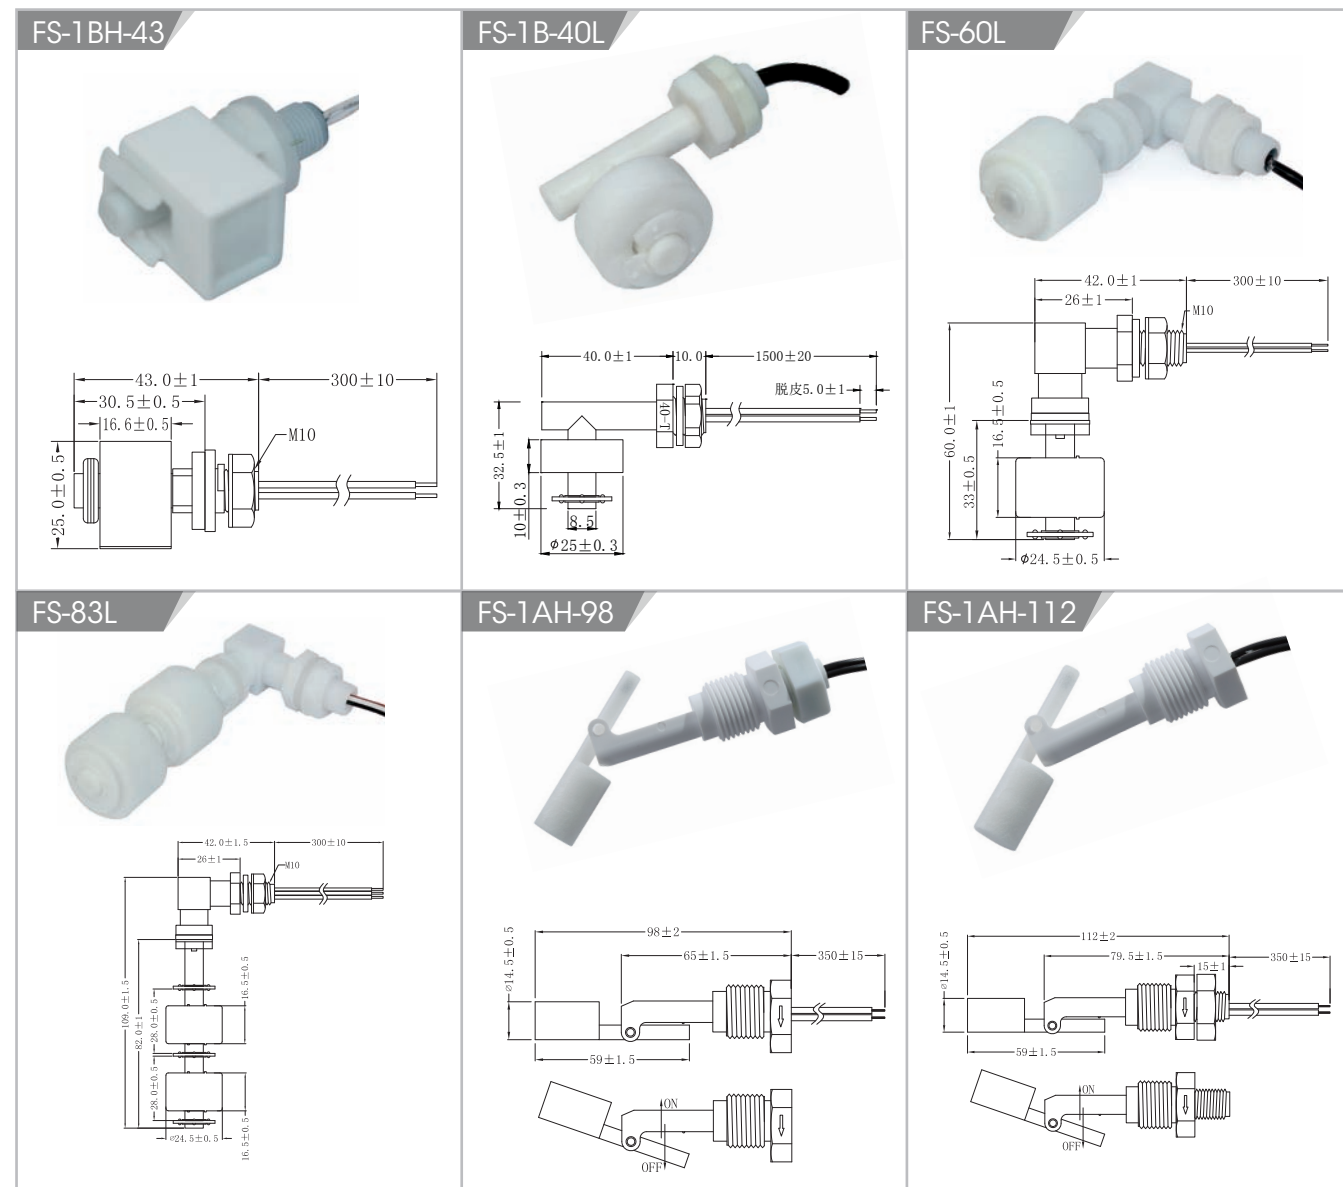 FS-1BH-43
43.0±1
300±10
30.5±0.5
16.6±0.5
M10
25.0±0.5
FS-1B-40L
40.0±1
10.0
1500±20
脱皮5.0±1
40-T
32.5±1
10±0.3
8.5
ϕ25±0.3
FS-60L
42.0±1
300±10
26±1
M10
60.0±1
16.5±0.5
33±0.5
ϕ24.5±0.5
FS-83L
42.0±1.5
300±10
26±1
M10
109.0±1.5
82.0±1
28.0±0.5
16.5±0.5
28.0±0.5
16.5±0.5
⌀24.5±0.5
FS-1AH-98
98±2
65±1.5
350±15
⌀14.5±0.5
59±1.5
ON
OFF
FS-1AH-112
112±2
79.5±1.5
350±15
15±1
⌀14.5±0.5
59±1.5
ON
OFF